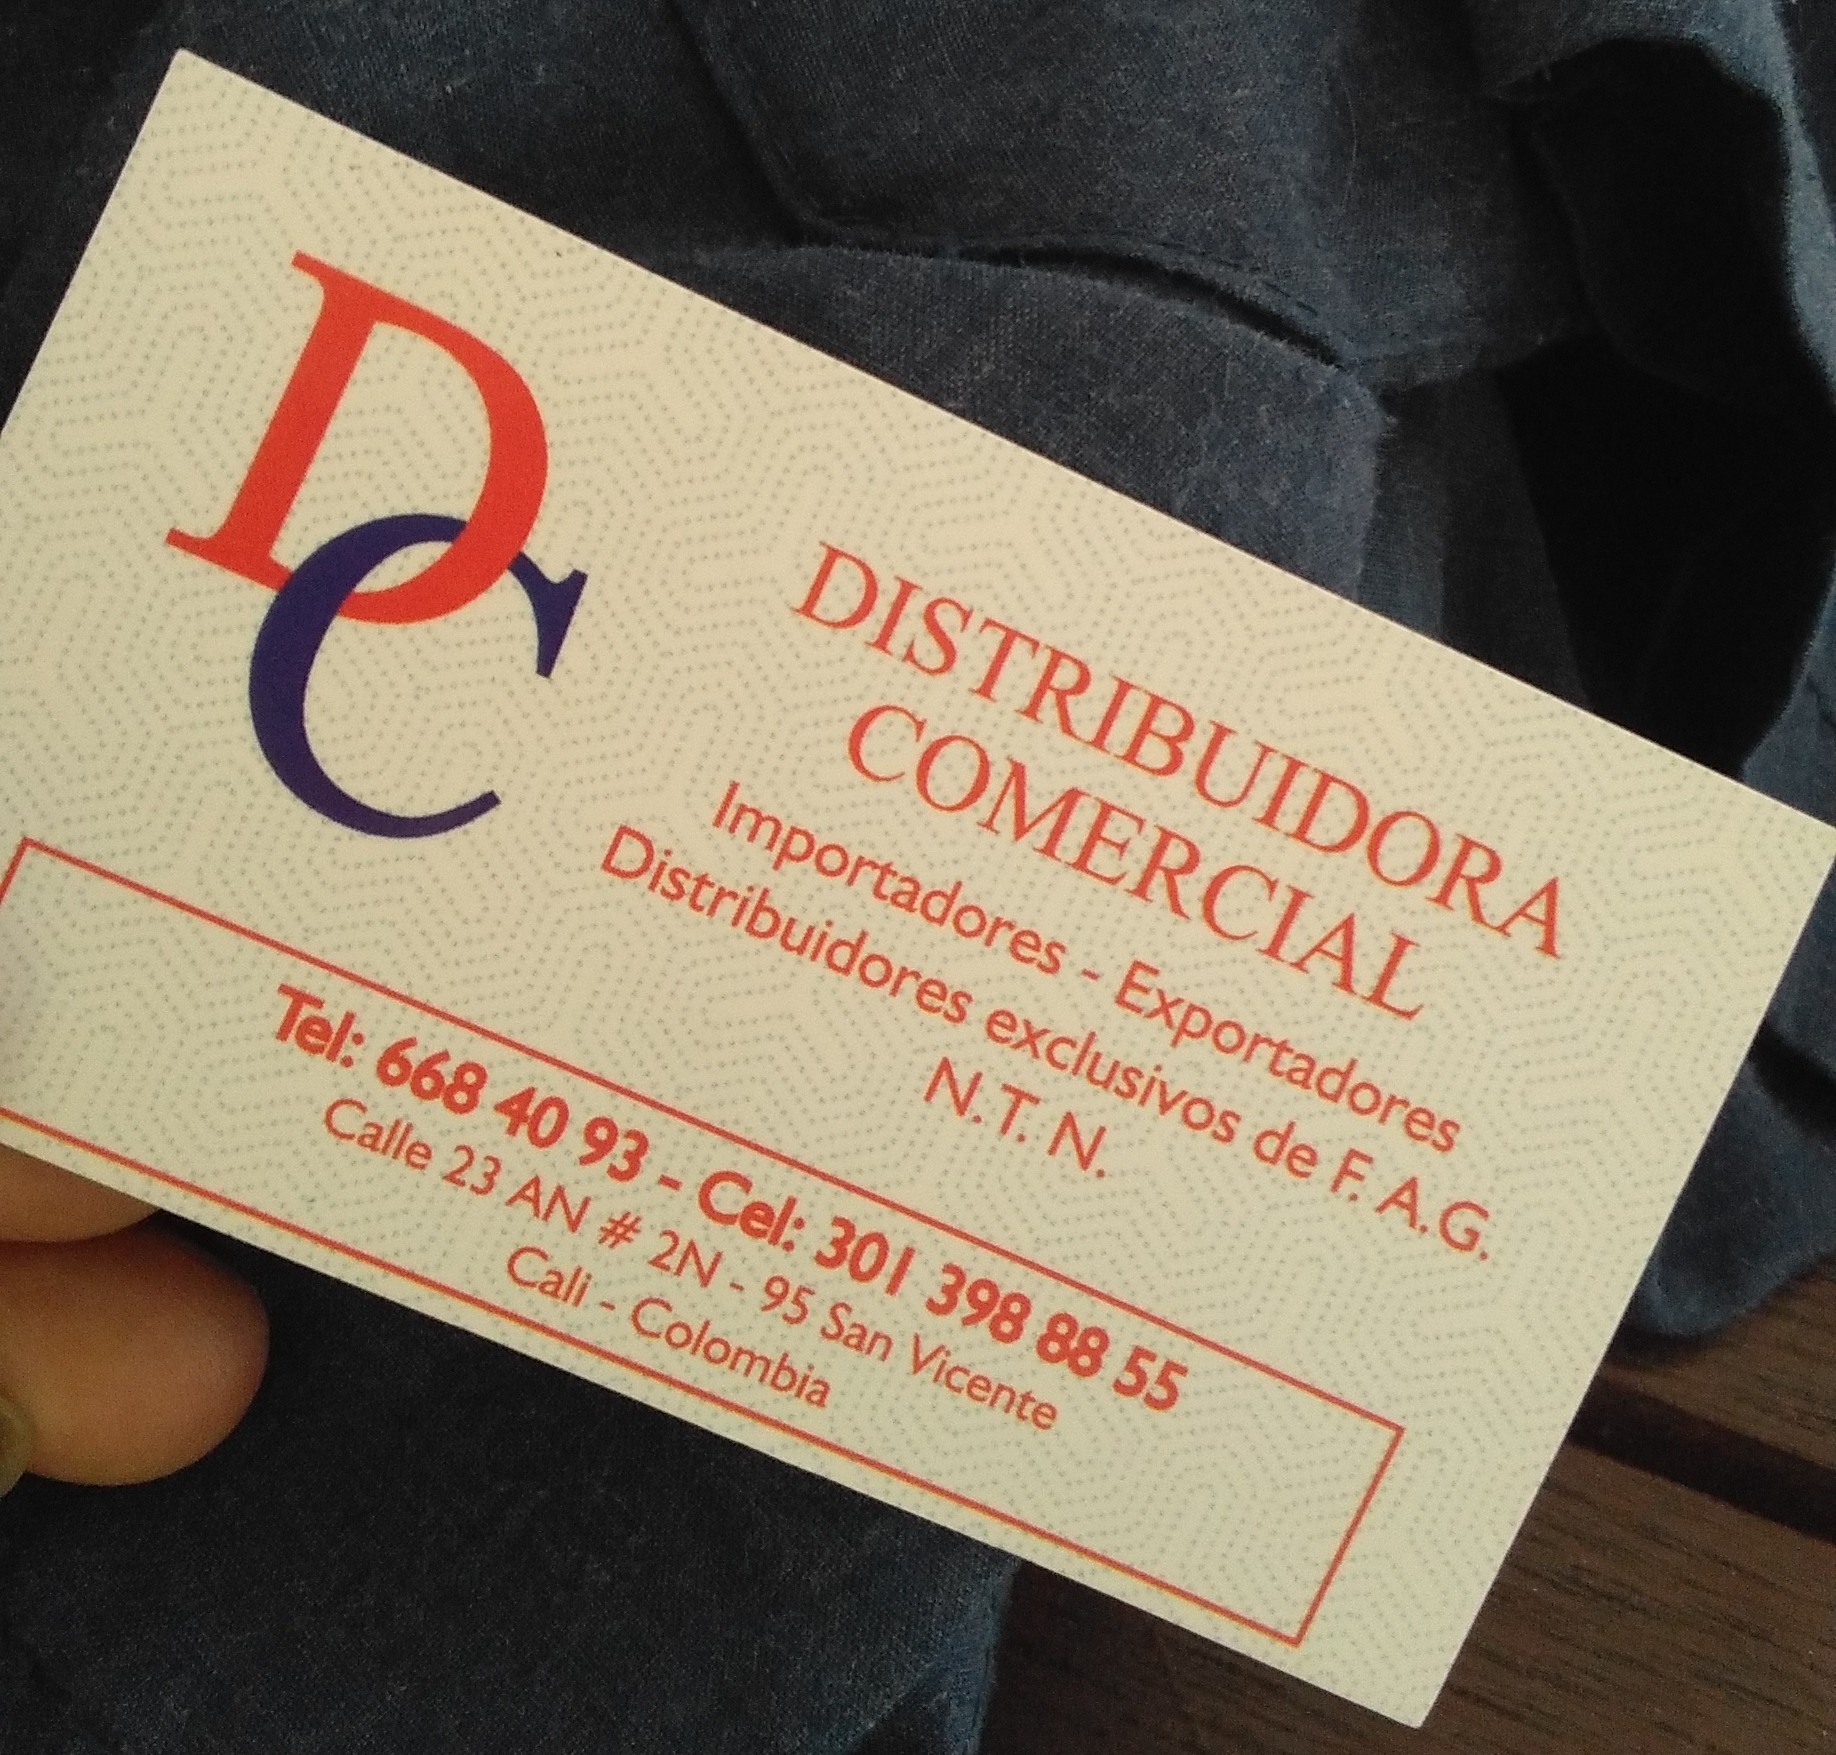 DC
DISTRIBUIDORA
COMERCIAL
Importadores - Exportadores
Distribuidores exclusivos de F. A.G.
N.T. N.
Tel: 668 40 93 - Cel: 301 398 88 55
Calle 23 AN # 2N - 95 San Vicente
Cali - Colombia